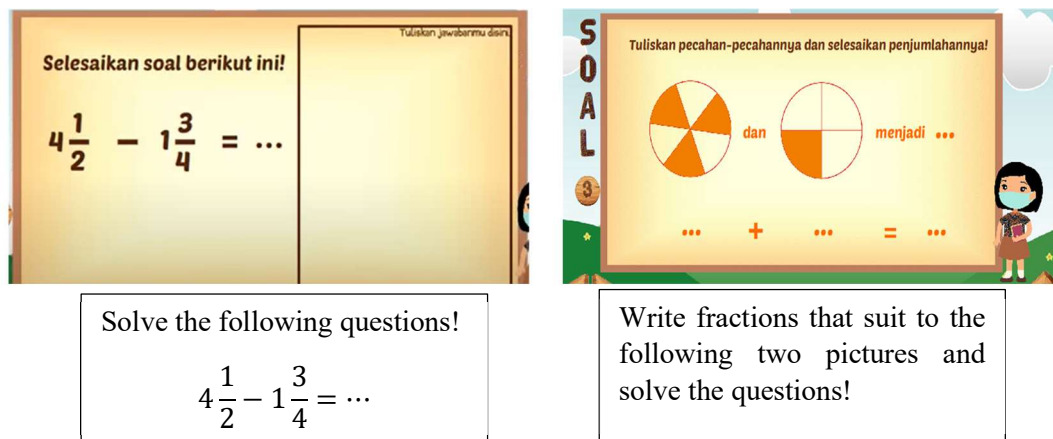 Tuliskan jawabanmu disini
Selesaikan soal berikut ini!
4 1/2 - 1 3/4 = ...
SOAL
3
Tuliskan pecahan-pecahannya dan selesaikan penjumlahannya!
dan menjadi ...
... + ... = ...
Solve the following questions!
4 1/2 − 1 3/4 = ⋯
Write fractions that suit to the
following two pictures and
solve the questions!